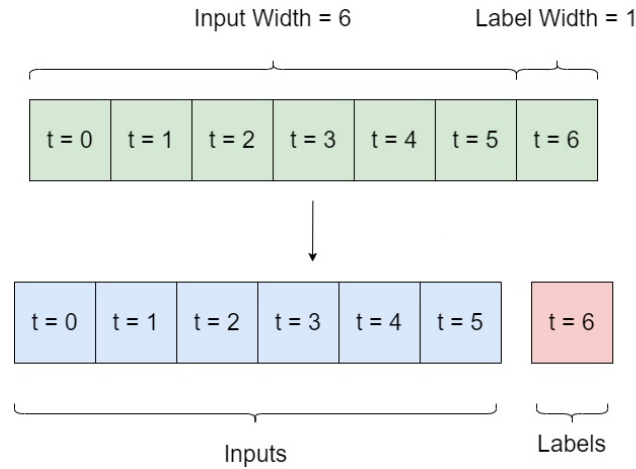 Input Width = 6 Label Width = 1
t = 0 t = 1 t = 2 t = 3 t = 4 t = 5 t = 6
t = 0 t = 1 t = 2 t = 3 t = 4 t = 5 t = 6
Inputs Labels